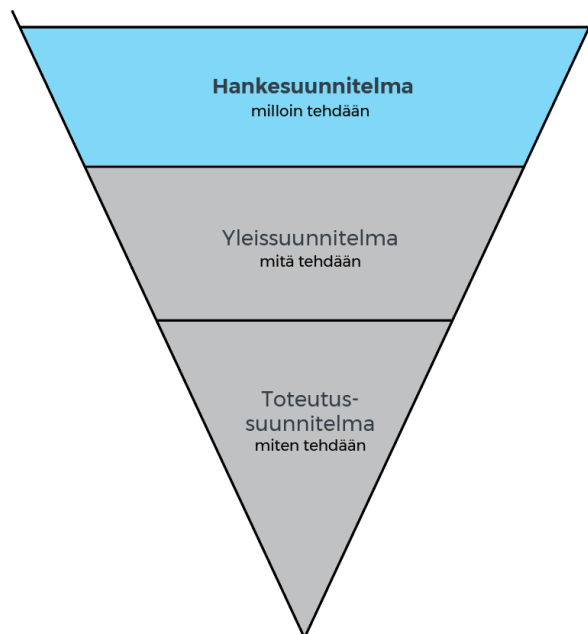 Hankesuunnitelma
milloin tehdään
Yleissuunnitelma
mitä tehdään
Toteutus-
suunnitelma
miten tehdään